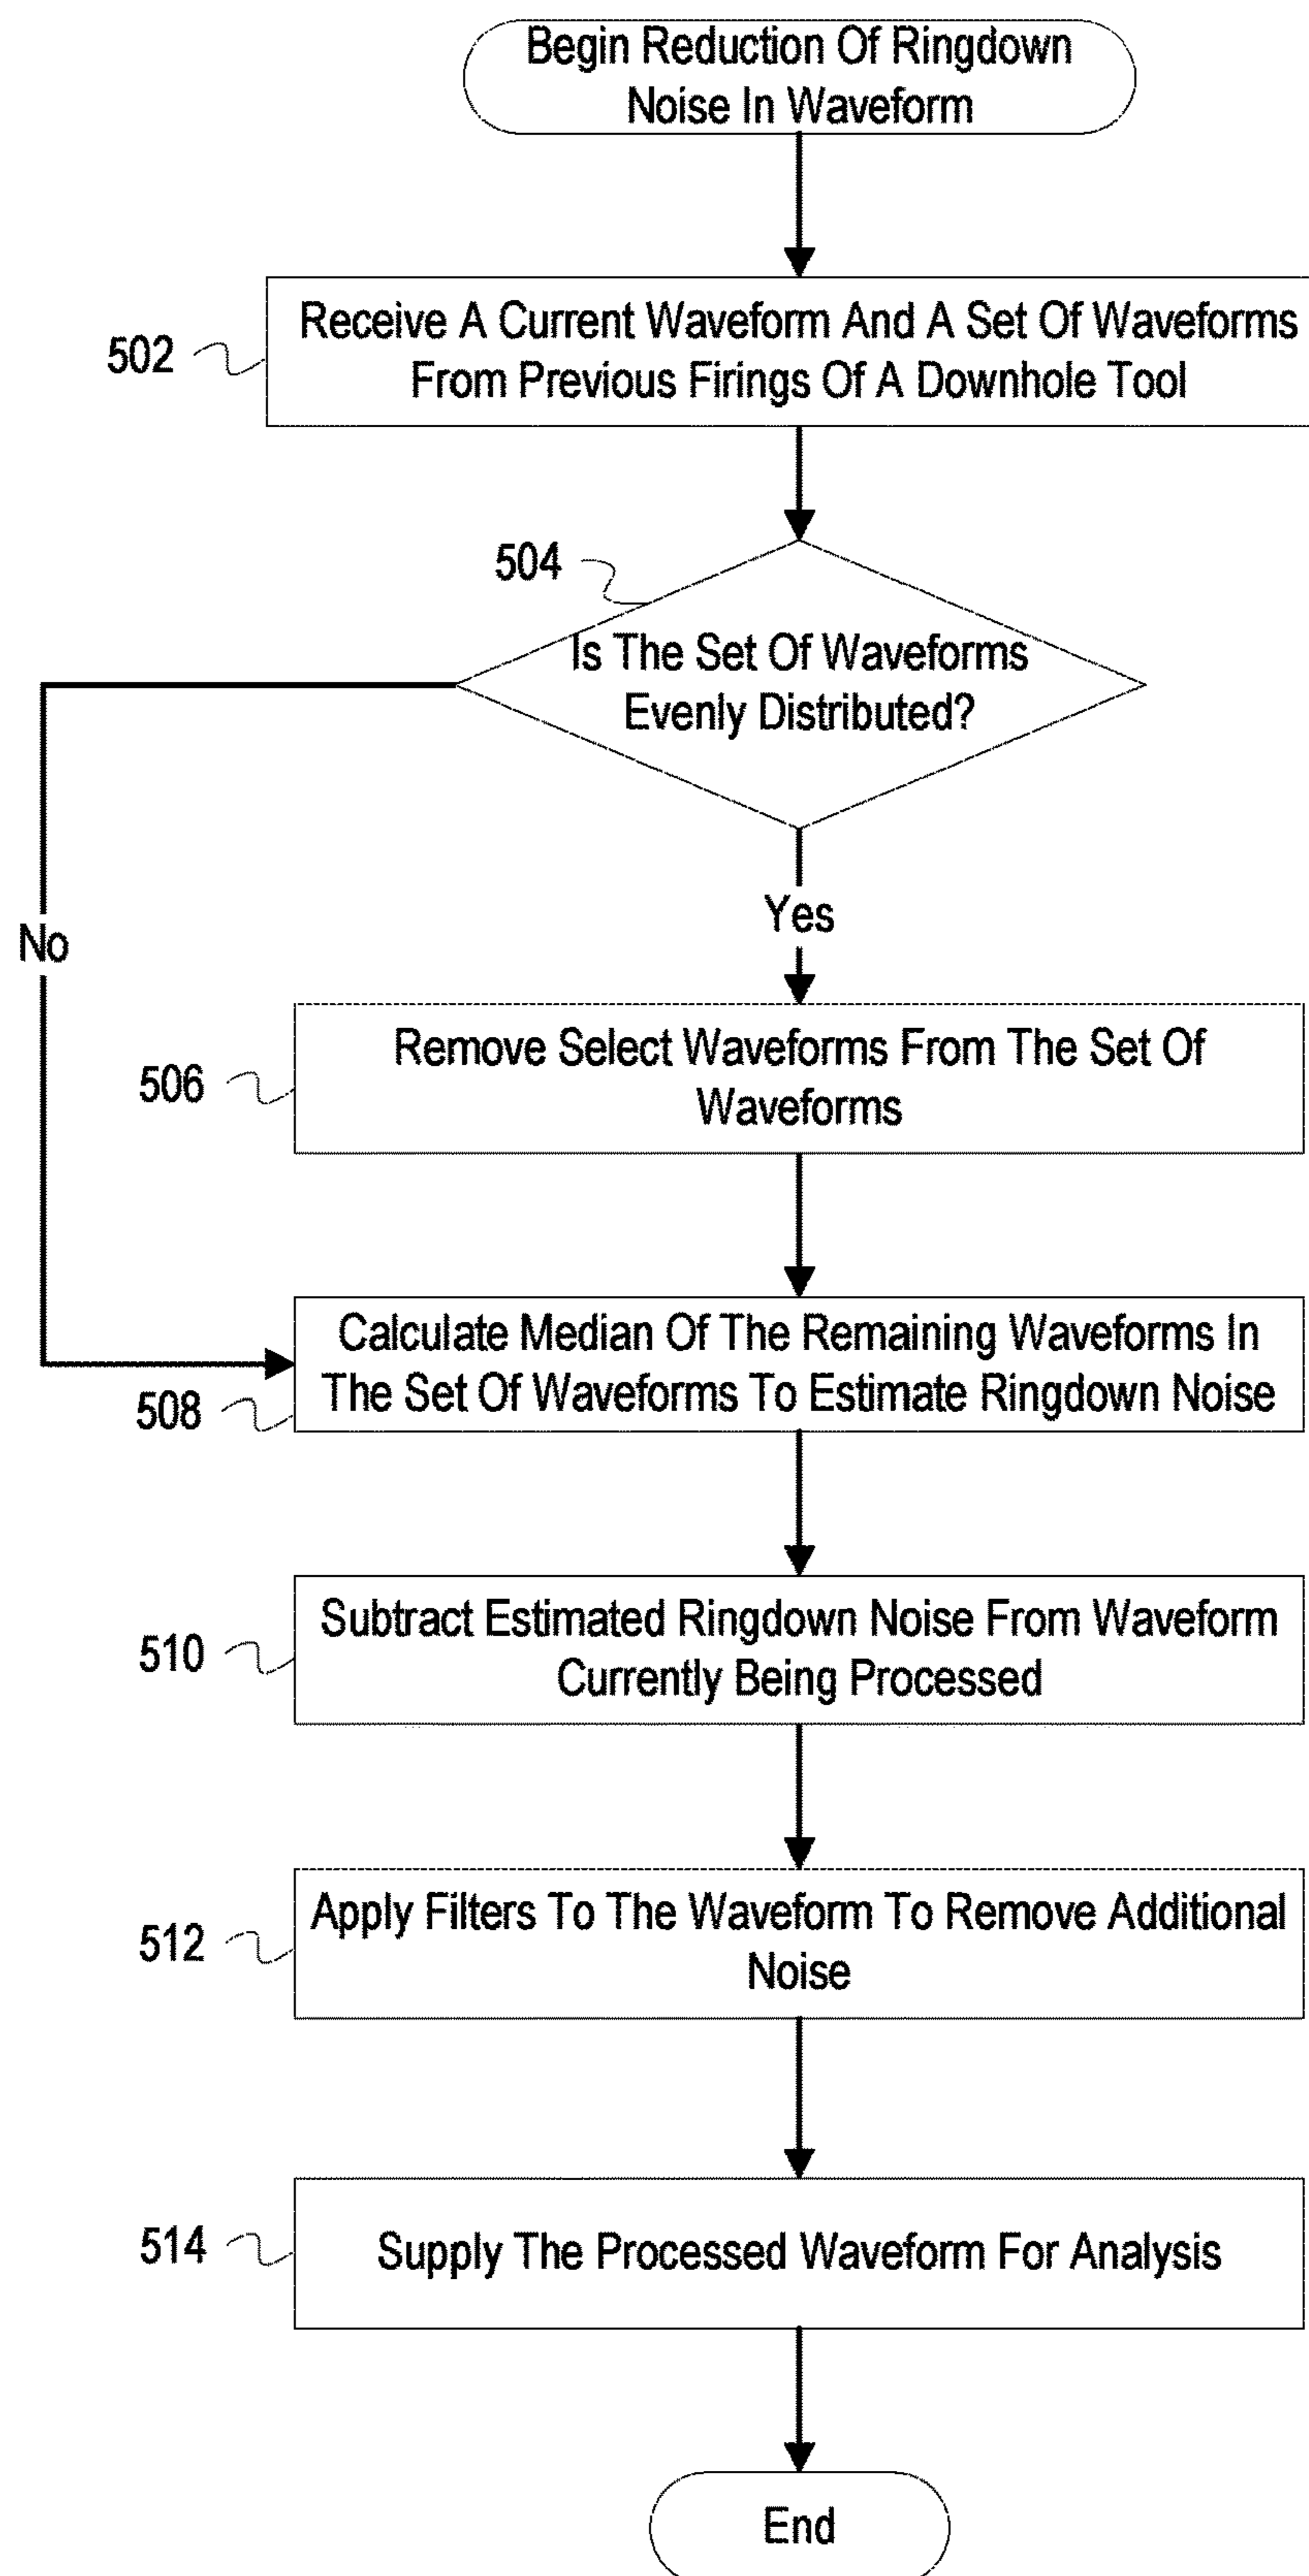 Begin Reduction Of Ringdown
Noise In Waveform
502
Receive A Current Waveform And A Set Of Waveforms
From Previous Firings Of A Downhole Tool
504
Is The Set Of Waveforms
Evenly Distributed?
Yes
No
506
Remove Select Waveforms From The Set Of
Waveforms
508
Calculate Median Of The Remaining Waveforms In
The Set Of Waveforms To Estimate Ringdown Noise
510
Subtract Estimated Ringdown Noise From Waveform
Currently Being Processed
512
Apply Filters To The Waveform To Remove Additional
Noise
514
Supply The Processed Waveform For Analysis
End